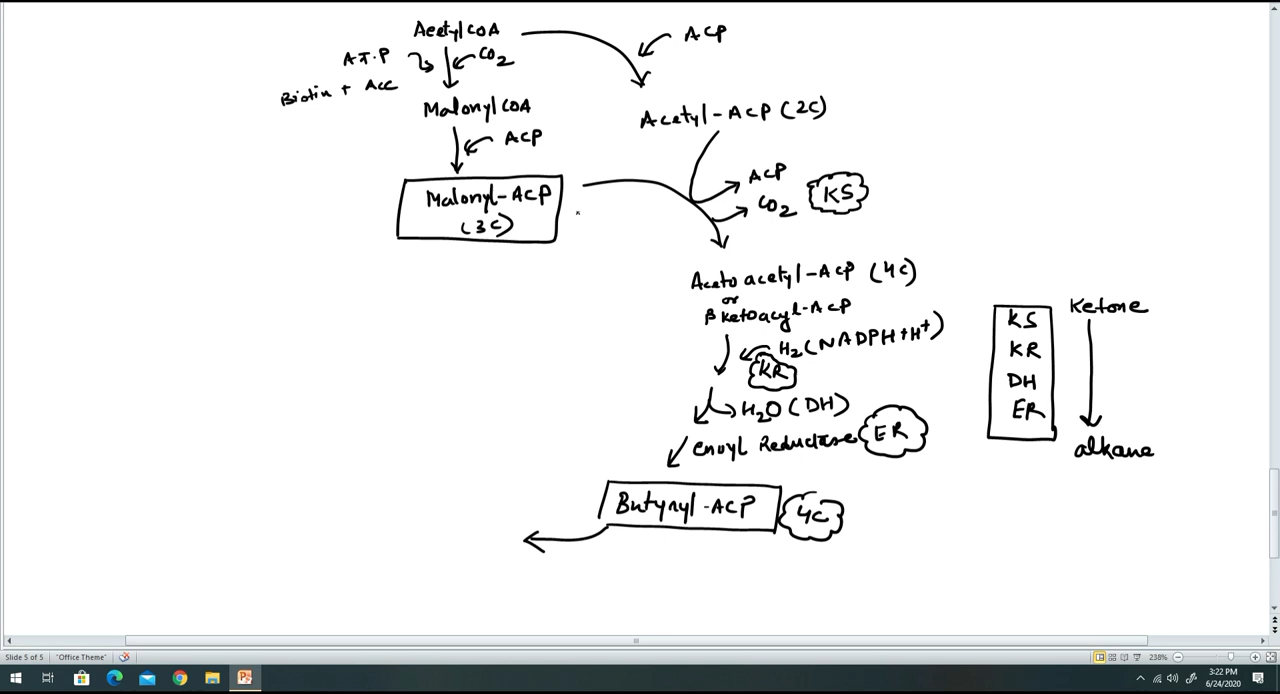 Acetyl COA
ACP
A T.P
CO2
Biotin + ACC
Malonyl COA
Acetyl-ACP (2C)
ACP
ACP
CO2
KS
Malonyl-ACP
(3C)
Aceto acetyl-ACP (4C)
or
β Ketoacyl-ACP
H2 (NADPH+H+)
KR
H2O (DH)
enoyl Reductase
ER
KS
KR
DH
ER
Ketone
alkane
Butyryl-ACP
4C
Slide 5 of 5
"Office Theme"
238%
3:22 PM
6/24/2020